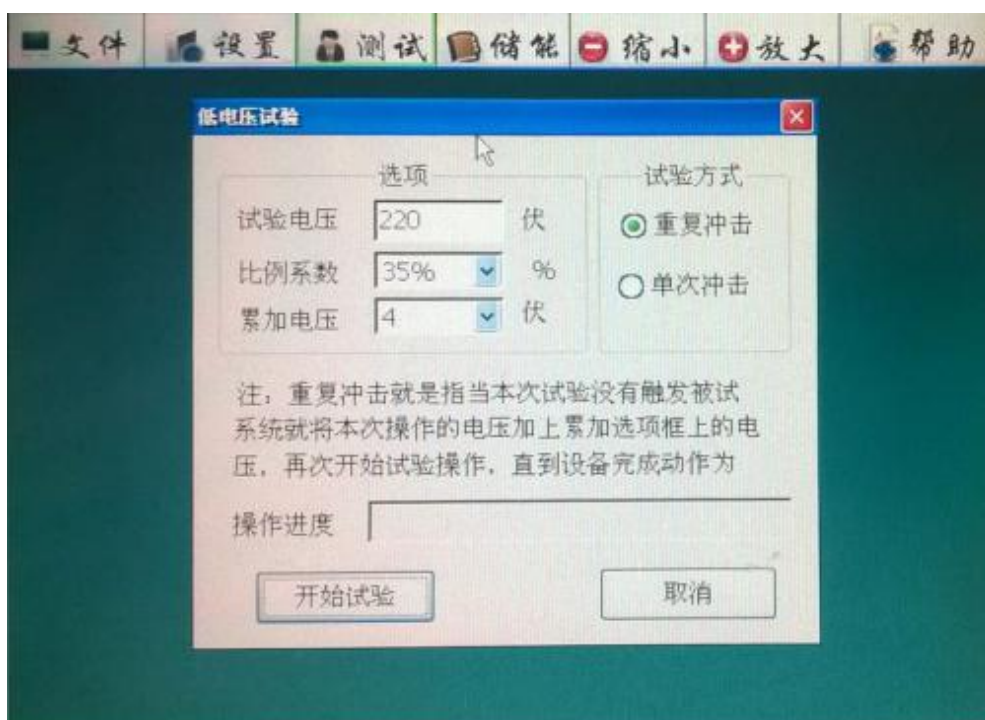 文件 设置 测试 储能 缩小 放大 帮助
低电压试验
选项
试验电压 220 伏
比例系数 35% %
累加电压 4 伏
试验方式
重复冲击
单次冲击
注：重复冲击就是指当本次试验没有触发被试
系统就将本次操作的电压加上累加选项框上的电
压，再次开始试验操作，直到设备完成动作为
操作进度
开始试验 取消